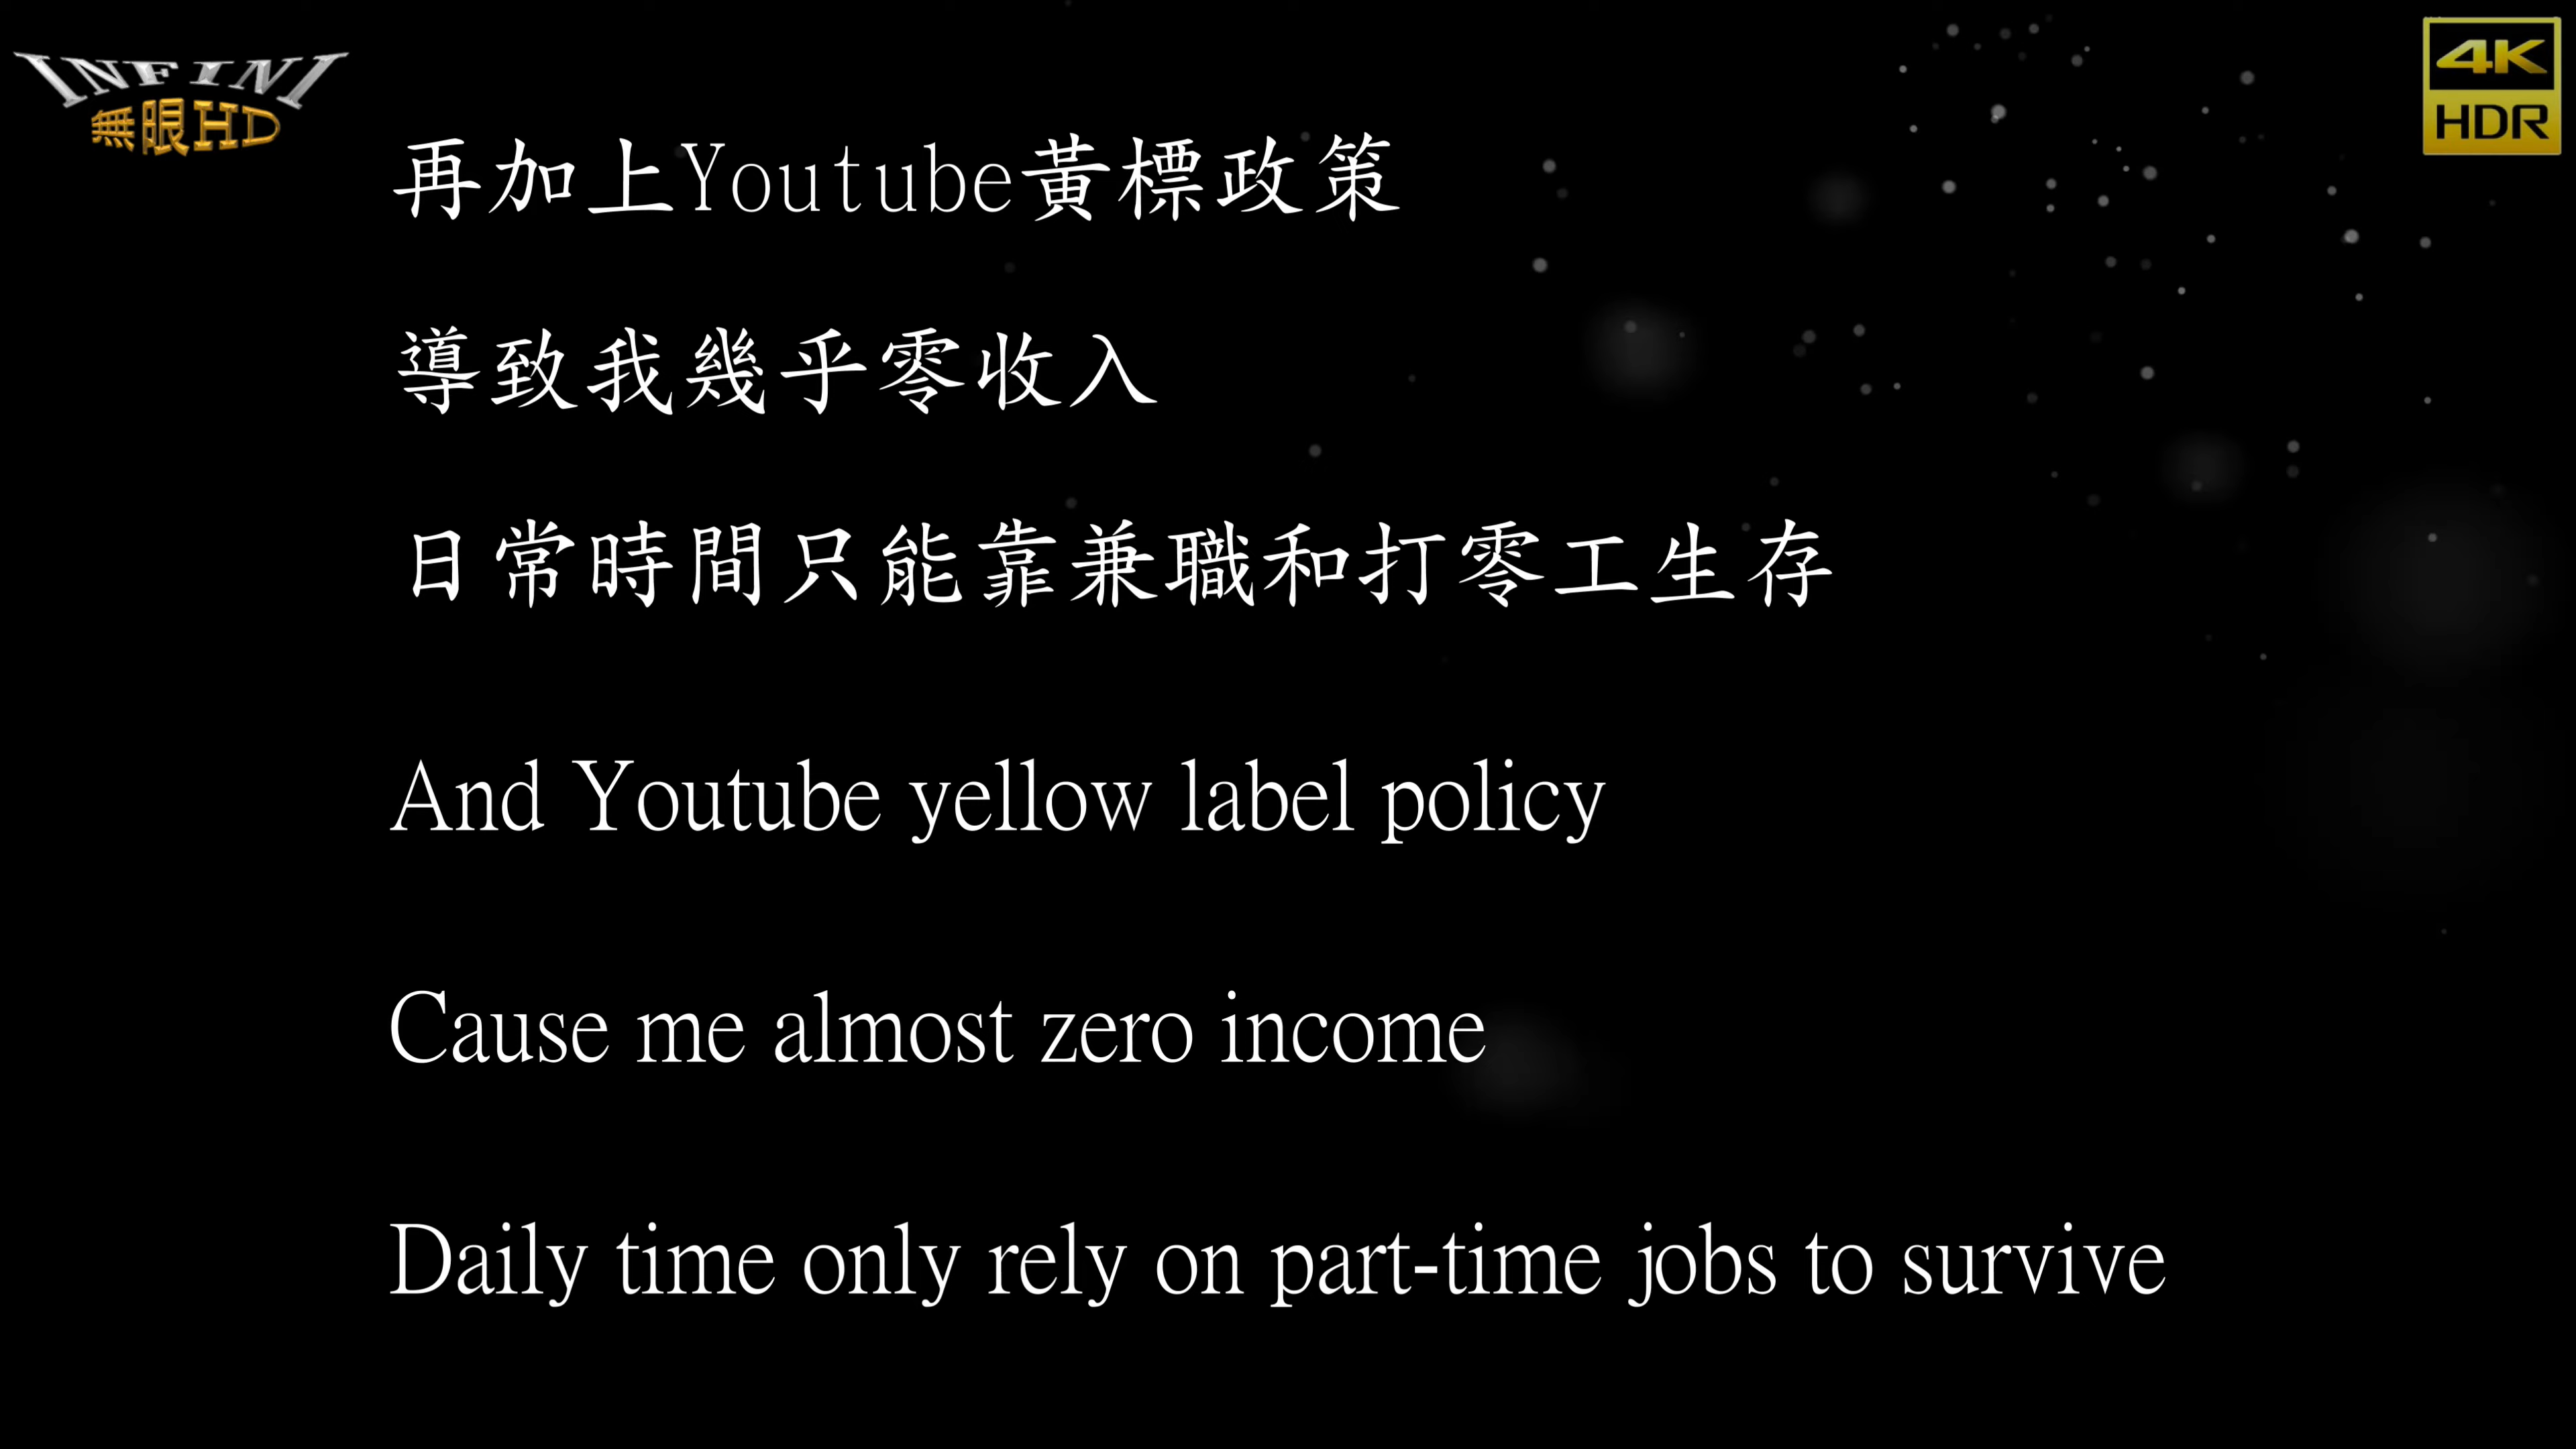 INFINI
無限HD
4K
HDR
再加上Youtube黃標政策
導致我幾乎零收入
日常時間只能靠兼職和打零工生存
And Youtube yellow label policy
Cause me almost zero income
Daily time only rely on part-time jobs to survive